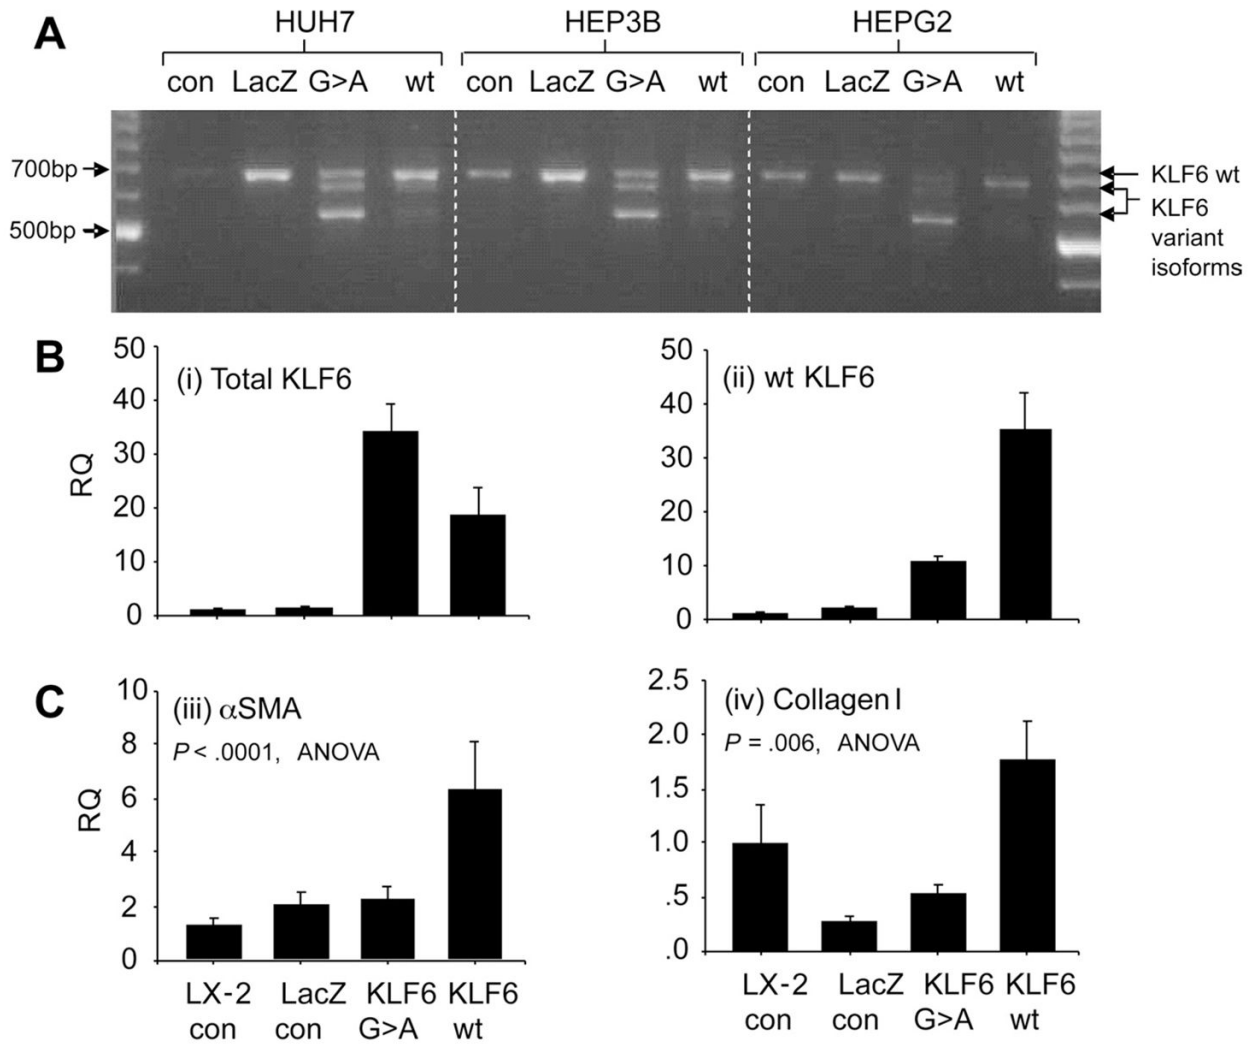 A
HUH7 HEP3B HEPG2
con LacZ G>A wt con LacZ G>A wt con LacZ G>A wt
700bp
500bp
KLF6 wt
KLF6
variant
isoforms
B
(i) Total KLF6
RQ
50
40
30
20
10
0
(ii) wt KLF6
50
40
30
20
10
0
C
(iii) αSMA
P < .0001, ANOVA
RQ
10
8
6
4
2
0
LX-2 LacZ KLF6 KLF6
con con G>A wt
(iv) Collagen I
P = .006, ANOVA
2.5
2.0
1.5
1.0
.5
.0
LX-2 LacZ KLF6 KLF6
con con G>A wt